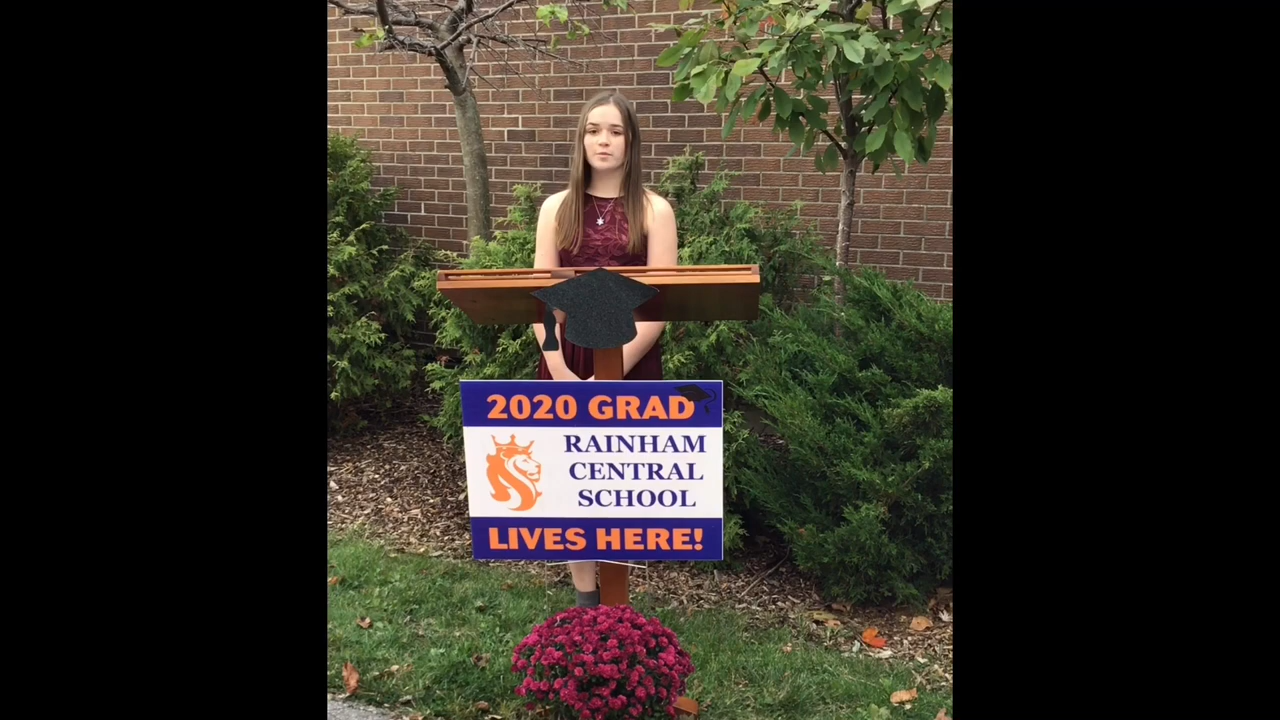 2020 GRAD
RAINHAM
CENTRAL
SCHOOL
LIVES HERE!